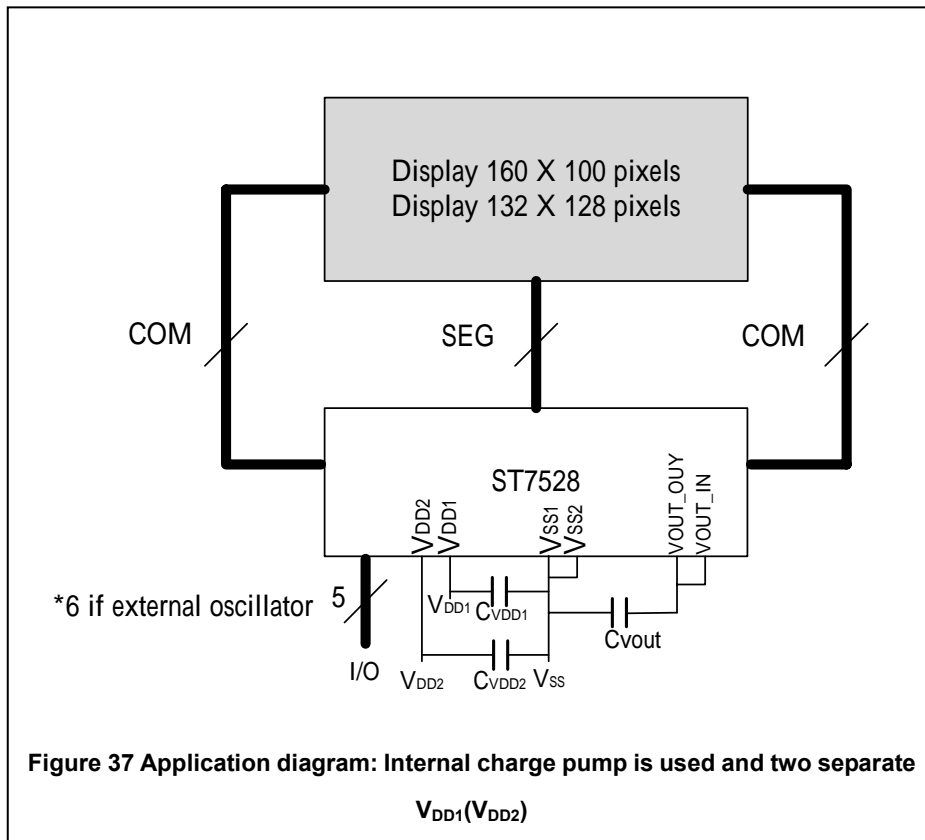 Display 160 X 100 pixels
Display 132 X 128 pixels
COM
SEG
COM
ST7528
VDD2
VDD1
VSS1
VSS2
VOUT_OUY
VOUT_IN
*6 if external oscillator
5
I/O
VDD1
CVDD1
VDD2
CVDD2
VSS
Cvout
Figure 37 Application diagram: Internal charge pump is used and two separate
VDD1(VDD2)